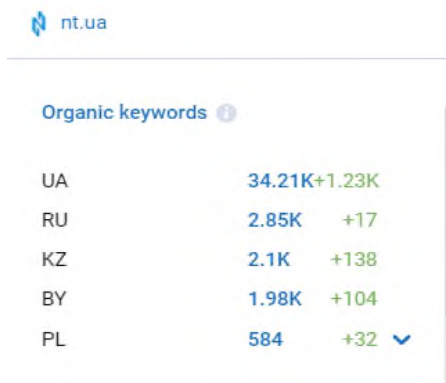 nt.ua
Organic keywords
UA 34.21K+1.23K
RU 2.85K +17
KZ 2.1K +138
BY 1.98K +104
PL 584 +32